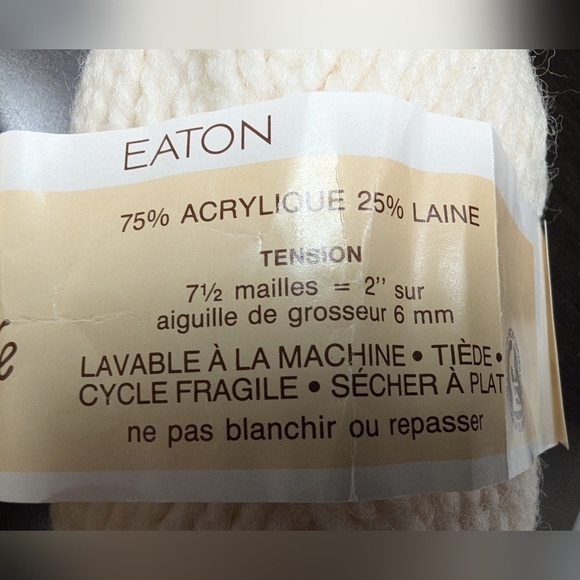 EATON
75% ACRYLIQUE 25% LAINE
TENSION
7½ mailles = 2'' sur
aiguille de grosseur 6 mm
LAVABLE À LA MACHINE • TIÈDE •
CYCLE FRAGILE • SÉCHER À PLAT
ne pas blanchir ou repasser